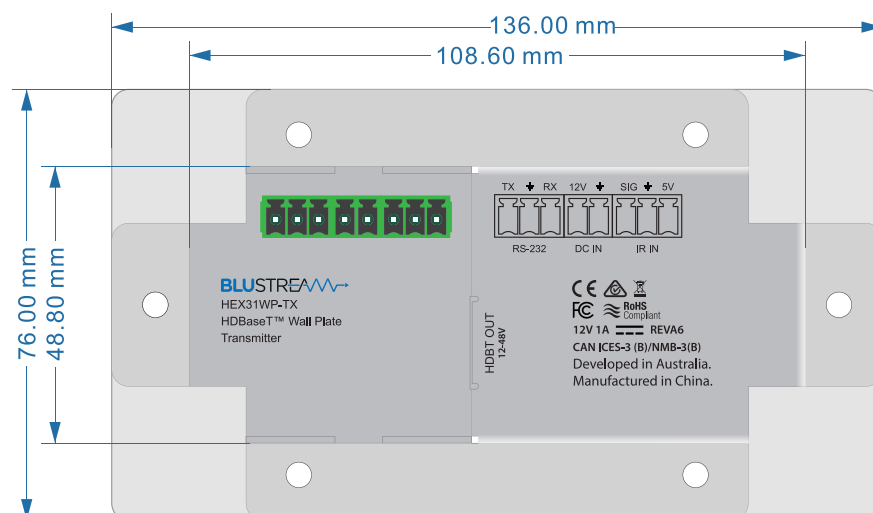 136.00 mm
108.60 mm
76.00 mm
48.80 mm
TX RX 12V SIG 5V
RS-232 DC IN IR IN
BLUSTREAM
HEX31WP-TX
HDBaseT™ Wall Plate
Transmitter
HDBT OUT
12-48V
CE
FC RoHS
Compliant
12V 1A REVA6
CAN ICES-3 (B)/NMB-3(B)
Developed in Australia.
Manufactured in China.